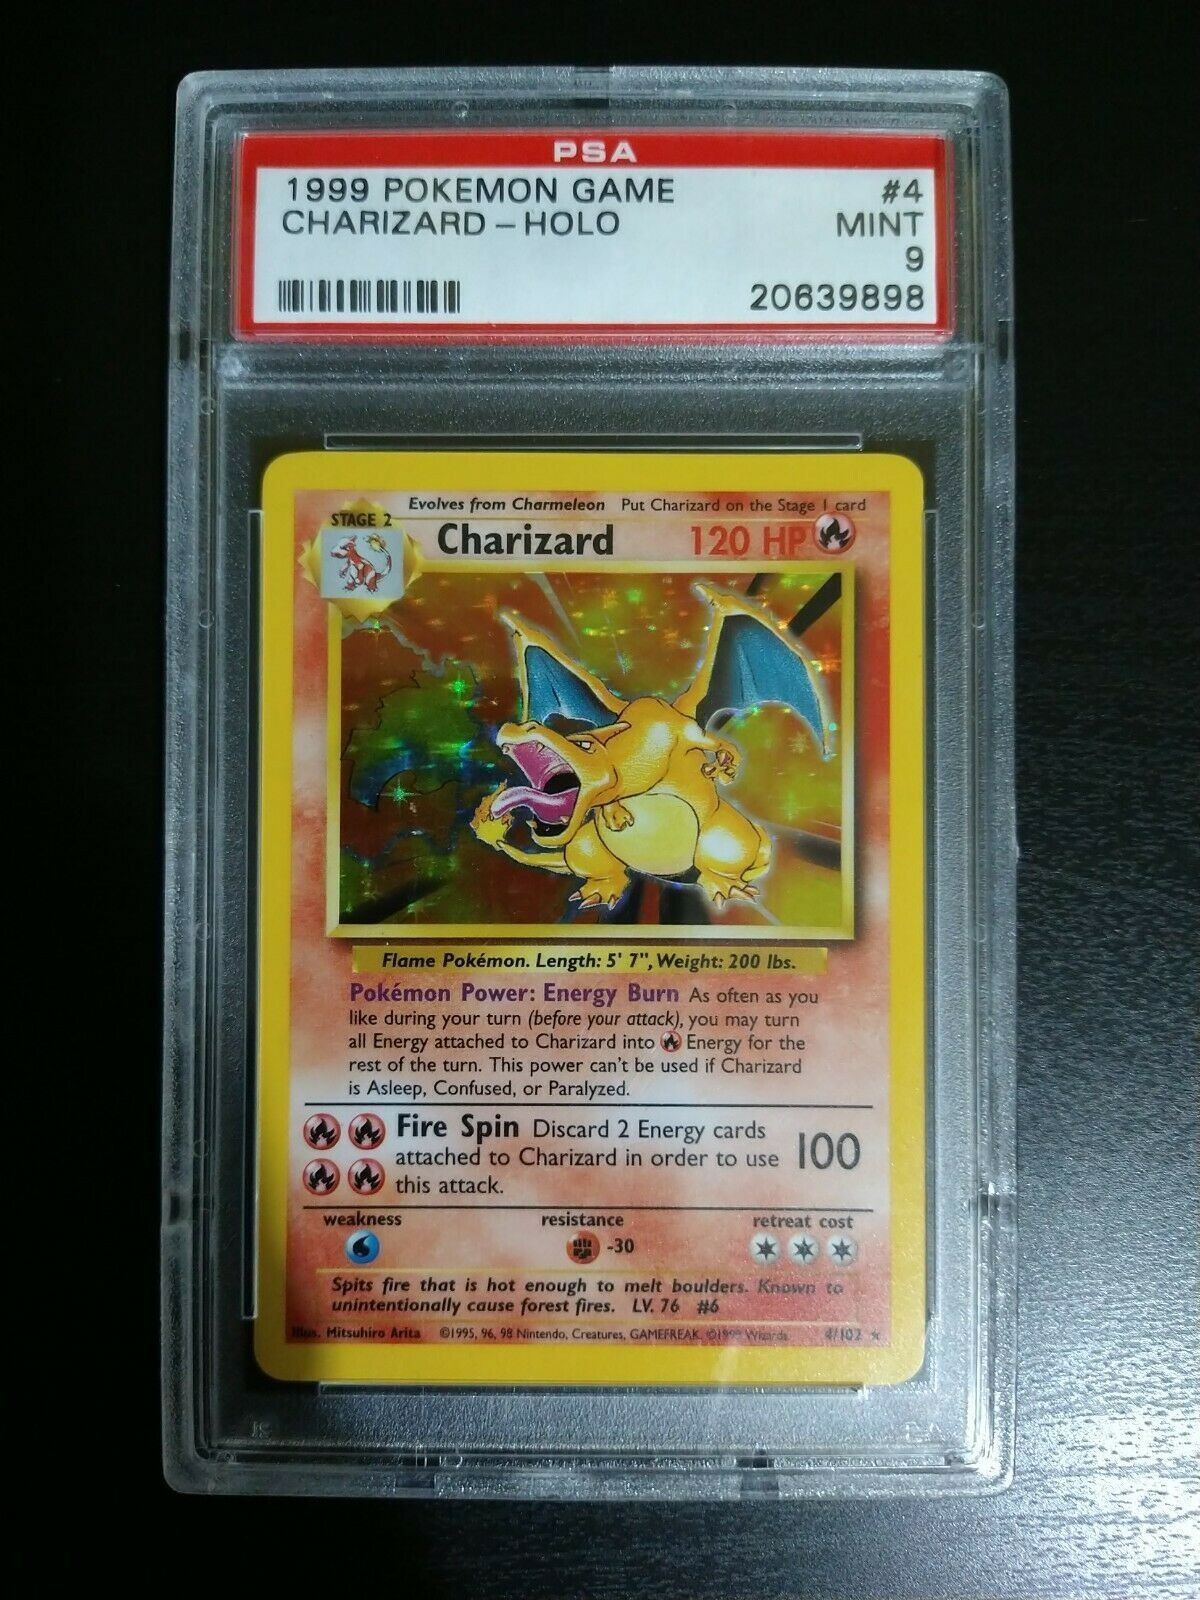 PSA
1999 POKEMON GAME #4
CHARIZARD – HOLO MINT
9
20639898
Evolves from Charmeleon Put Charizard on the Stage 1 card
STAGE 2
Charizard 120 HP
Flame Pokémon. Length: 5' 7", Weight: 200 lbs.
Pokémon Power: Energy Burn As often as you
like during your turn (before your attack), you may turn
all Energy attached to Charizard into Energy for the
rest of the turn. This power can't be used if Charizard
is Asleep, Confused, or Paralyzed.
Fire Spin Discard 2 Energy cards
attached to Charizard in order to use 100
this attack.
weakness resistance retreat cost
-30
Spits fire that is hot enough to melt boulders. Known to
unintentionally cause forest fires. LV. 76 #6
Illus. Mitsuhiro Arita ©1995, 96, 98 Nintendo, Creatures, GAMEFREAK. ©1999 Wizards. 4/102 ★